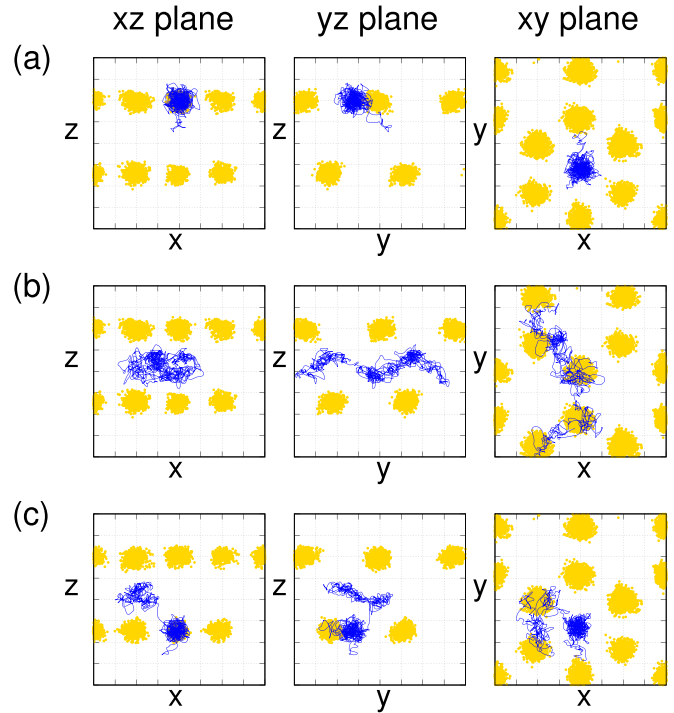 xz plane yz plane xy plane
(a)
z z y
x y x
(b)
z z y
x y x
(c)
z z y
x y x